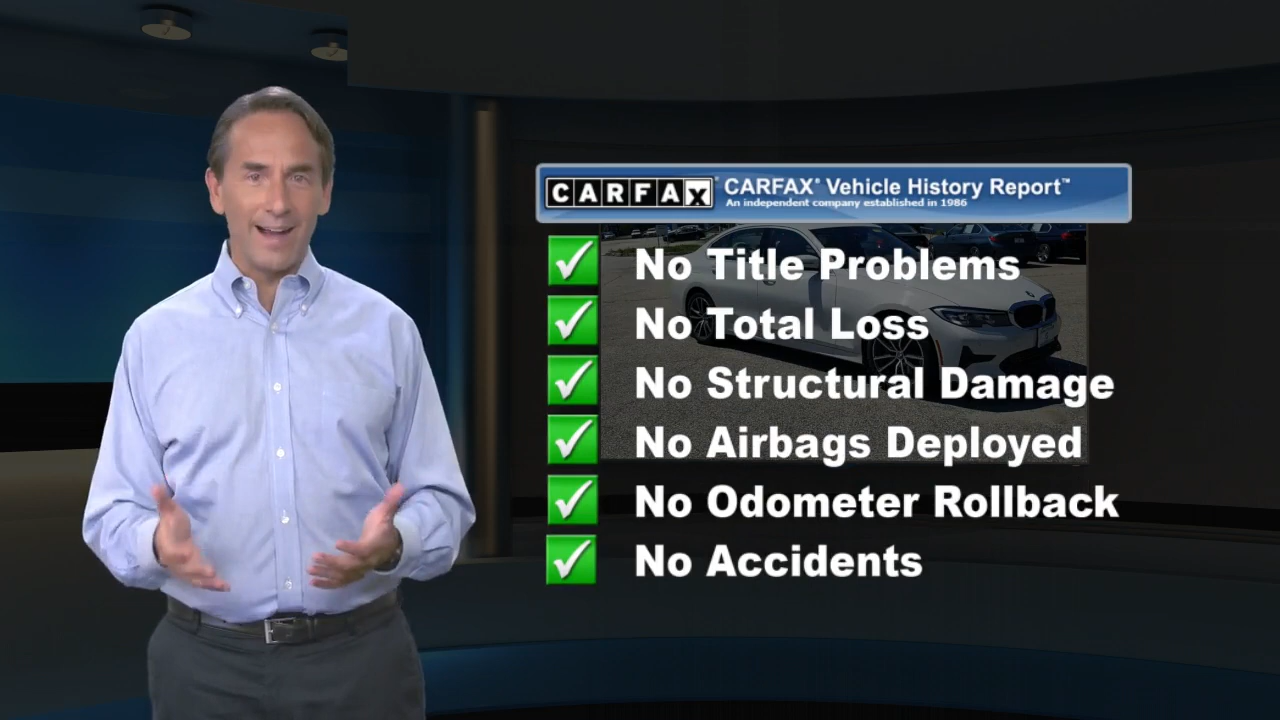 CARFAX® CARFAX® Vehicle History Report™
An independent company established in 1986
No Title Problems
No Total Loss
No Structural Damage
No Airbags Deployed
No Odometer Rollback
No Accidents